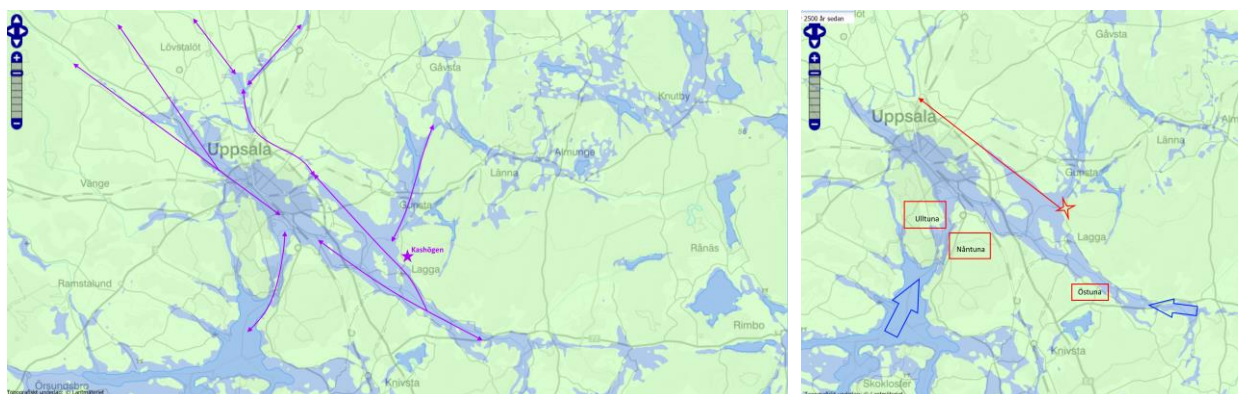 Lövstalöt
Gåvsta
Knutby
Uppsala
Almunge
Vänge
Länna
Gunsta
Kashögen
Lagga
Rånäs
Ramstalund
Rimbo
Knivsta
Örsundsbro
2500 år sedan
Gåvsta
Uppsala
Länna
Gunsta
Ulltuna
Nåntuna
Lagga
Östuna
Knivsta
Skokloster